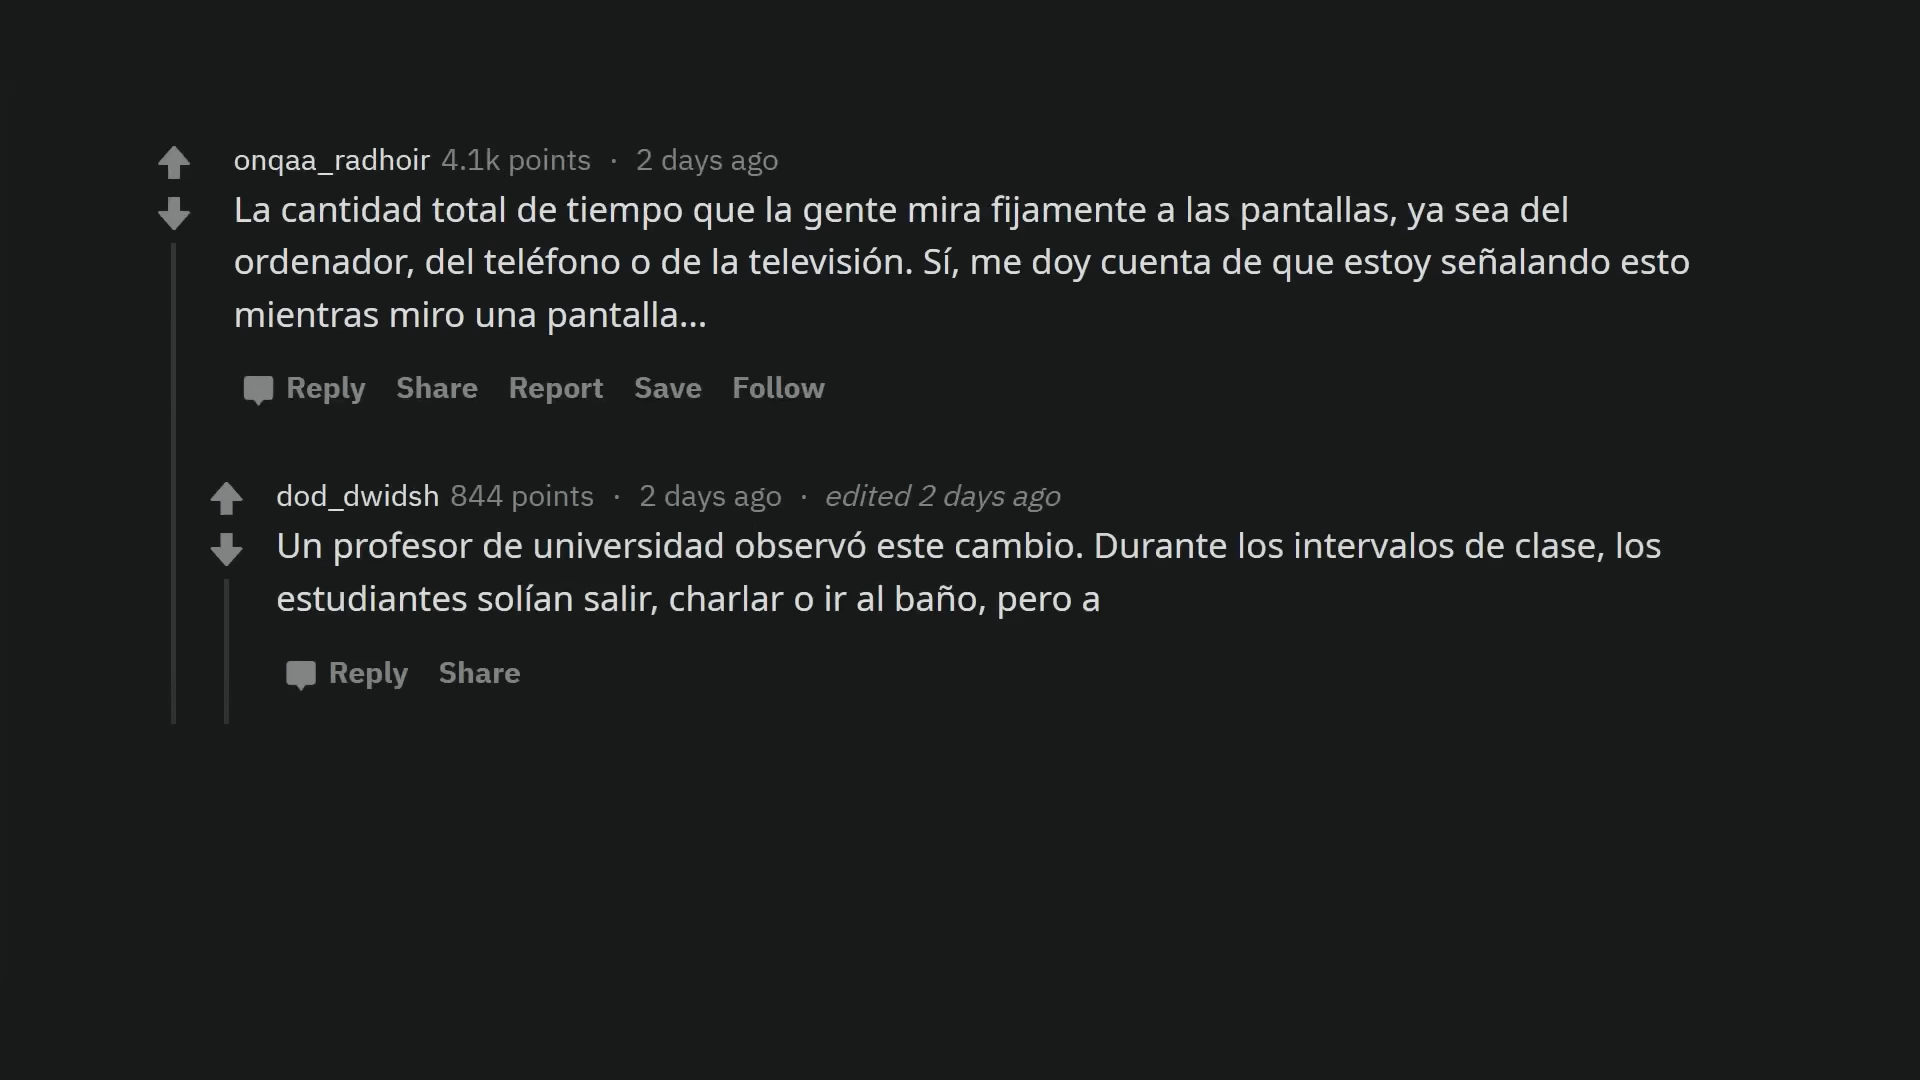 onqaa_radhoir 4.1k points · 2 days ago
La cantidad total de tiempo que la gente mira fijamente a las pantallas, ya sea del
ordenador, del teléfono o de la televisión. Sí, me doy cuenta de que estoy señalando esto
mientras miro una pantalla...
Reply Share Report Save Follow
dod_dwidsh 844 points · 2 days ago · edited 2 days ago
Un profesor de universidad observó este cambio. Durante los intervalos de clase, los
estudiantes solían salir, charlar o ir al baño, pero a
Reply Share